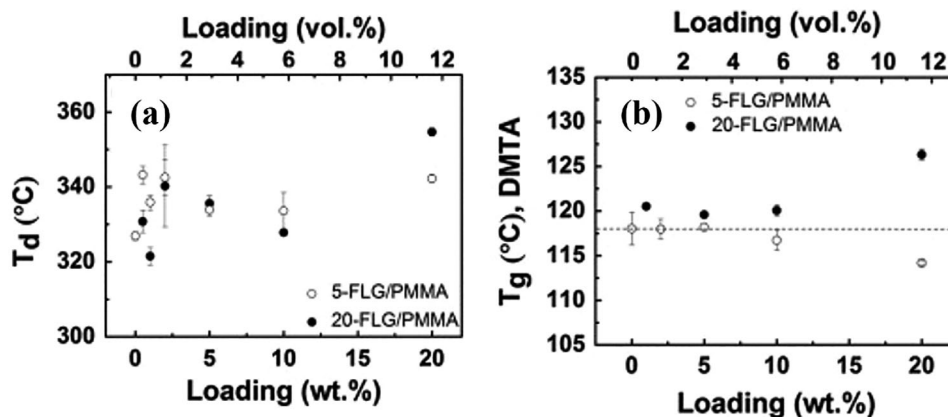 Loading (vol.%)
0 2 4 6 8 10 12
360
340
320
300
Td (°C)
(a)
5-FLG/PMMA
20-FLG/PMMA
0 5 10 15 20
Loading (wt.%)
Loading (vol.%)
0 2 4 6 8 10 12
135
130
125
120
115
110
105
Tg (°C), DMTA
(b)
5-FLG/PMMA
20-FLG/PMMA
0 5 10 15 20
Loading (wt.%)